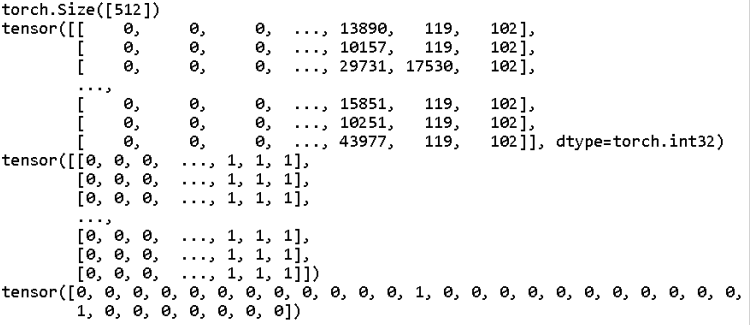 torch.Size([512])
tensor([[    0,     0,     0,  ..., 13890,   119,   102],
        [    0,     0,     0,  ..., 10157,   119,   102],
        [    0,     0,     0,  ..., 29731, 17530,   102],
        ...,
        [    0,     0,     0,  ..., 15851,   119,   102],
        [    0,     0,     0,  ..., 10251,   119,   102],
        [    0,     0,     0,  ..., 43977,   119,   102]], dtype=torch.int32)
tensor([[0, 0, 0,  ..., 1, 1, 1],
        [0, 0, 0,  ..., 1, 1, 1],
        [0, 0, 0,  ..., 1, 1, 1],
        ...,
        [0, 0, 0,  ..., 1, 1, 1],
        [0, 0, 0,  ..., 1, 1, 1],
        [0, 0, 0,  ..., 1, 1, 1]])
tensor([0, 0, 0, 0, 0, 0, 0, 0, 0, 0, 0, 0, 1, 0, 0, 0, 0, 0, 0, 0, 0, 0, 0, 0,
        1, 0, 0, 0, 0, 0, 0, 0])